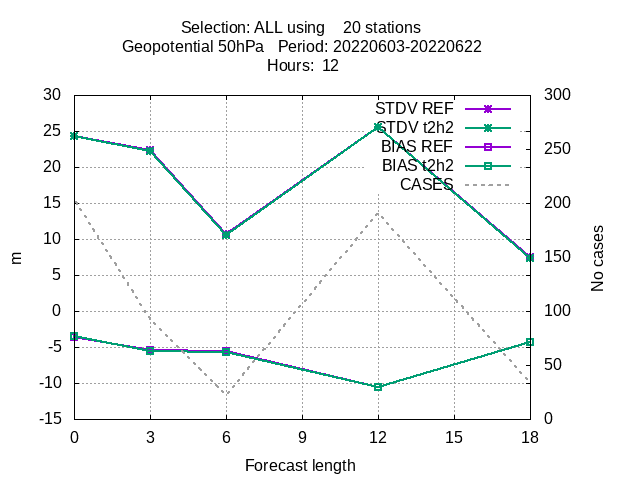 Selection: ALL using    20 stations
Geopotential 50hPa   Period: 20220603-20220622
Hours:  12
30
25
20
15
10
5
0
-5
-10
-15
m
300
250
200
150
100
50
0
No cases
STDV REF
STDV t2h2
BIAS REF
BIAS t2h2
CASES
0 3 6 9 12 15 18
Forecast length